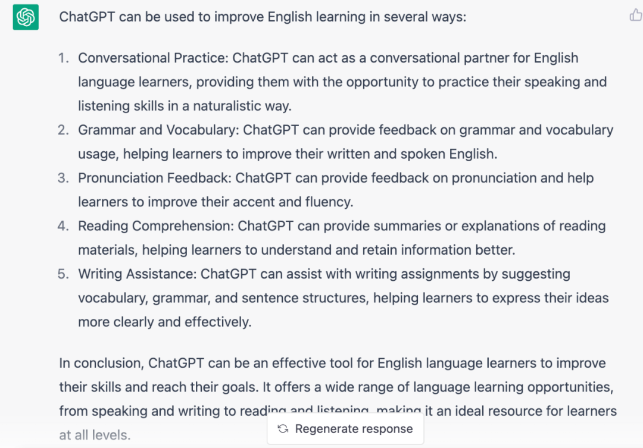 ChatGPT can be used to improve English learning in several ways:
1. Conversational Practice: ChatGPT can act as a conversational partner for English
language learners, providing them with the opportunity to practice their speaking and
listening skills in a naturalistic way.
2. Grammar and Vocabulary: ChatGPT can provide feedback on grammar and vocabulary
usage, helping learners to improve their written and spoken English.
3. Pronunciation Feedback: ChatGPT can provide feedback on pronunciation and help
learners to improve their accent and fluency.
4. Reading Comprehension: ChatGPT can provide summaries or explanations of reading
materials, helping learners to understand and retain information better.
5. Writing Assistance: ChatGPT can assist with writing assignments by suggesting
vocabulary, grammar, and sentence structures, helping learners to express their ideas
more clearly and effectively.
In conclusion, ChatGPT can be an effective tool for English language learners to improve
their skills and reach their goals. It offers a wide range of language learning opportunities,
from speaking and writing to reading and listening, making it an ideal resource for learners
at all levels.
Regenerate response